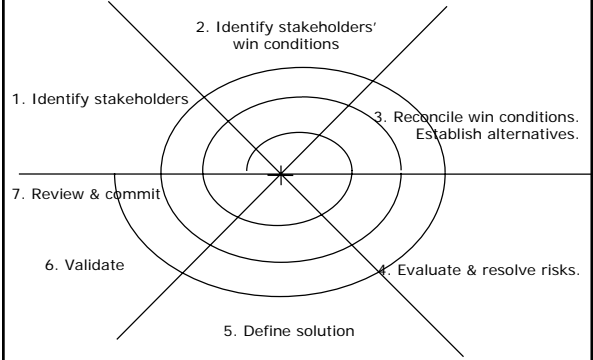 2. Identify stakeholders’
win conditions
1. Identify stakeholders
3. Reconcile win conditions.
Establish alternatives.
7. Review & commit
6. Validate
4. Evaluate & resolve risks.
5. Define solution